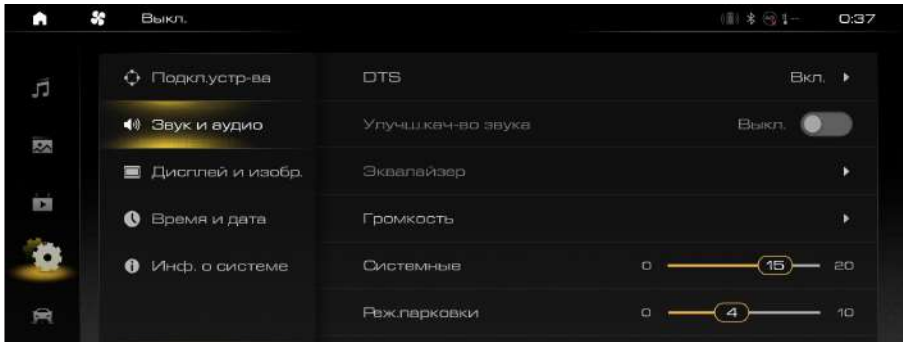 Выкл. 0:37
Подкл.устр-ва DTS Вкл.
Звук и аудио Улучш.кач-во звука Выкл.
Дисплей и изобр. Эквалайзер
Время и дата Громкость
Инф. о системе Системные 0 15 20
Реж.парковки 0 4 10